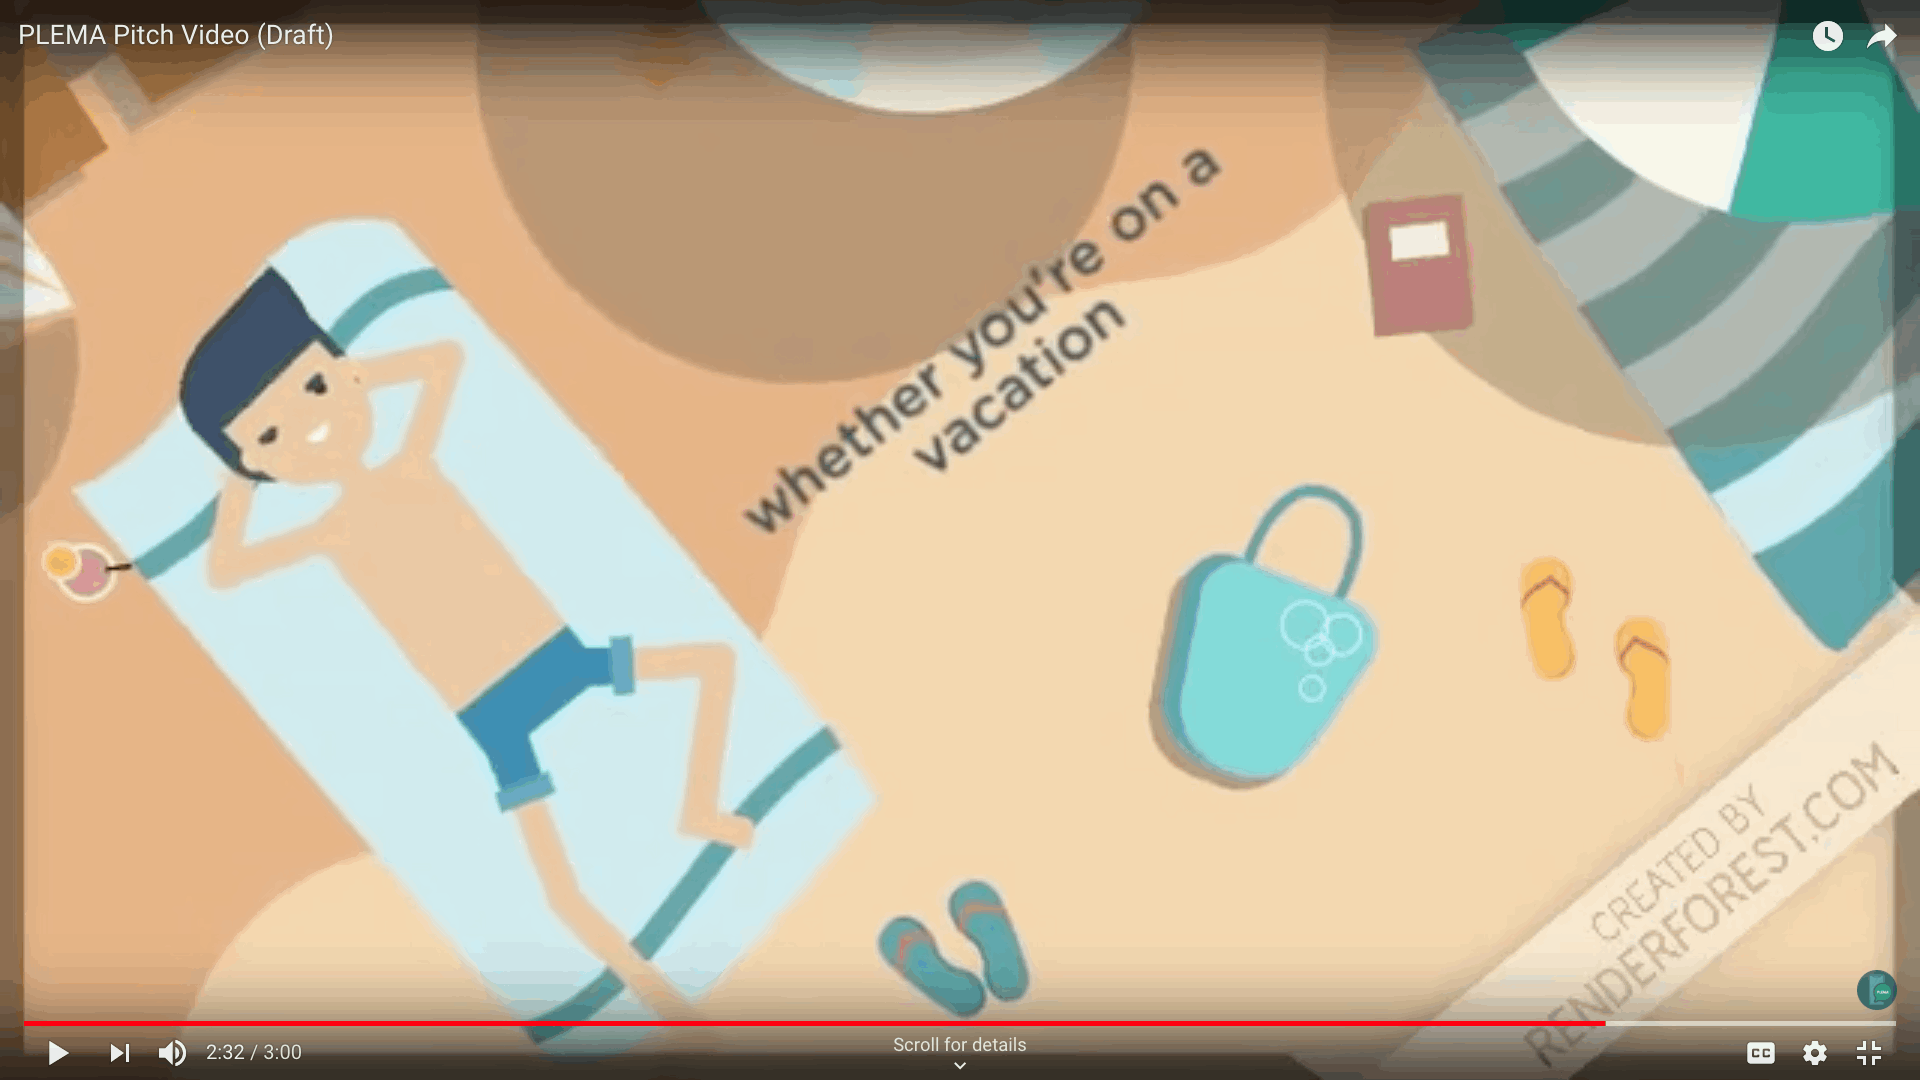 PLEMA Pitch Video (Draft)
whether you're on a
vacation
CREATED BY
RENDERFOREST.COM
2:32 / 3:00
Scroll for details
CC